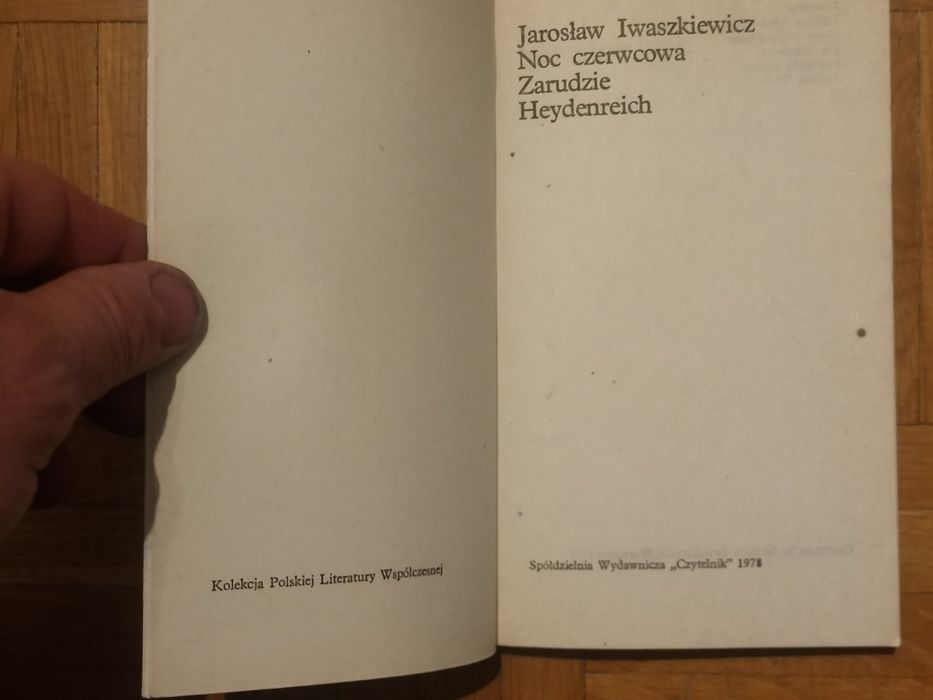 Kolekcja Polskiej Literatury Współczesnej
Jarosław Iwaszkiewicz
Noc czerwcowa
Zarudzie
Heydenreich
Spółdzielnia Wydawnicza „Czytelnik” 1978